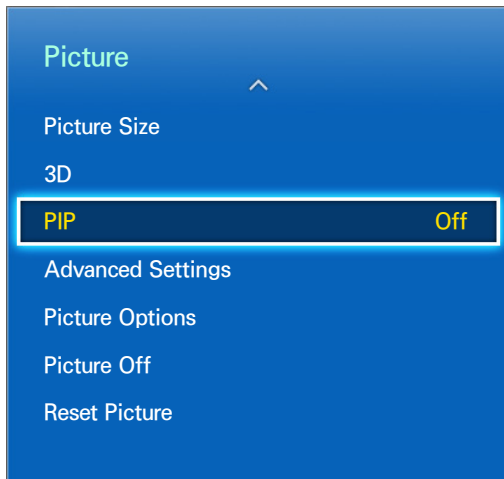 Picture
Picture Size
3D
PIP Off
Advanced Settings
Picture Options
Picture Off
Reset Picture